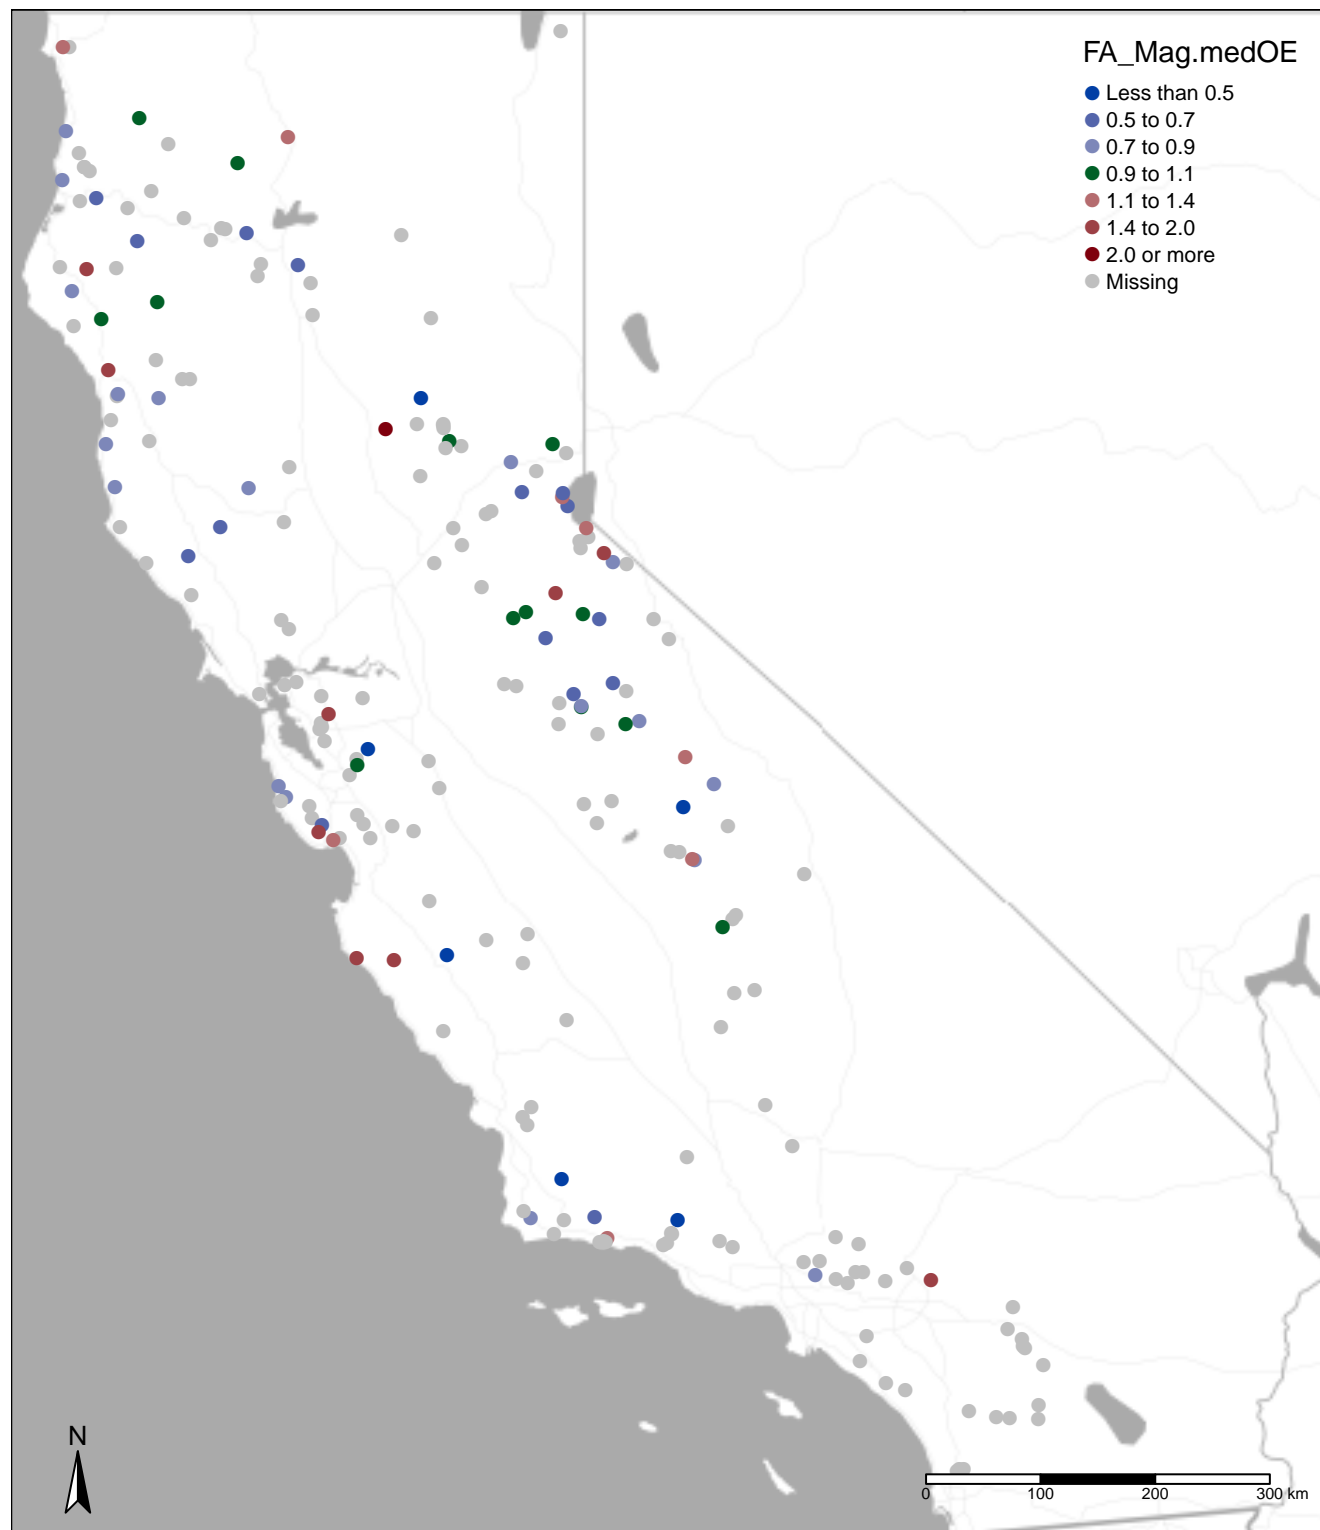 FA_Mag.medOE
Less than 0.5
0.5 to 0.7
0.7 to 0.9
0.9 to 1.1
1.1 to 1.4
1.4 to 2.0
2.0 or more
Missing
N
0 100 200 300 km